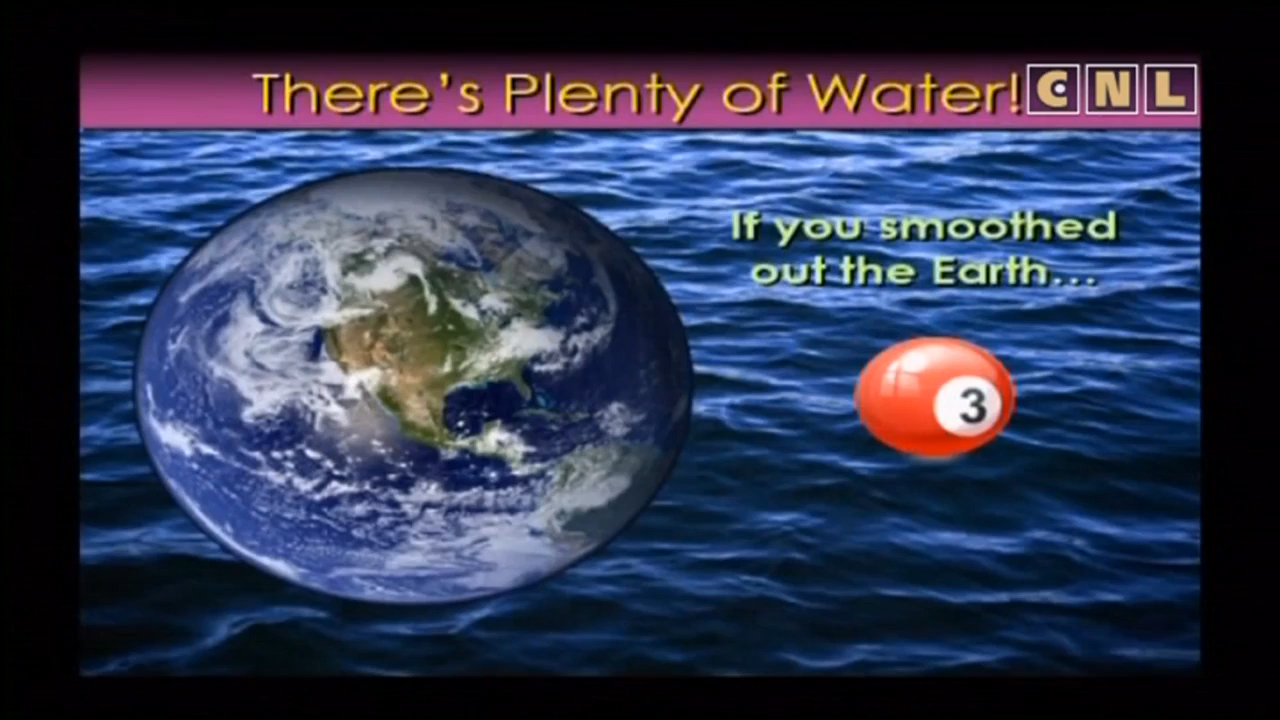 There's Plenty of Water!
CNL
If you smoothed
out the Earth...
3